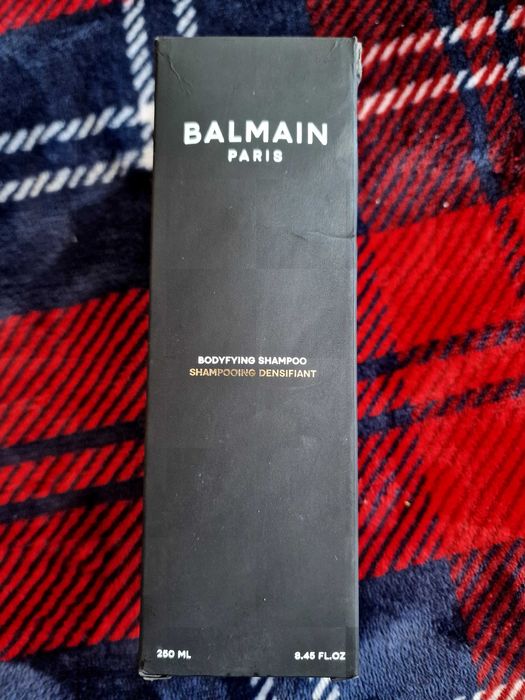 BALMAIN
PARIS
BODYFYING SHAMPOO
SHAMPOOING DENSIFIANT
250 ML 8.45 FL.OZ